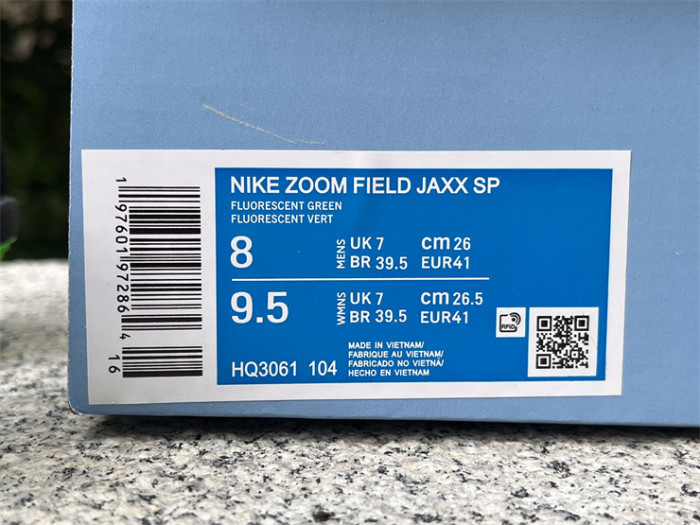 NIKE ZOOM FIELD JAXX SP
FLUORESCENT GREEN
FLUORESCENT VERT
8 MENS UK 7 cm 26
BR 39.5 EUR41
9.5 WMNS UK 7 cm 26.5
BR 39.5 EUR41
HQ3061 104
MADE IN VIETNAM/
FABRIQUE AU VIETNAM/
FABRICADO NO VIETNÁ/
HECHO EN VIETNAM
RFID
1 97601 97286 4 16